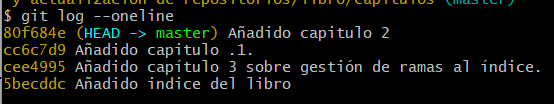 y actualización de repositorios/libro/capitulos (master)
$ git log --oneline
80f684e (HEAD -> master) Añadido capitulo 2
cc6c7d9 Añadido capitulo .1.
cee4995 Añadido capítulo 3 sobre gestión de ramas al índice.
5becddc Añadido indice del libro